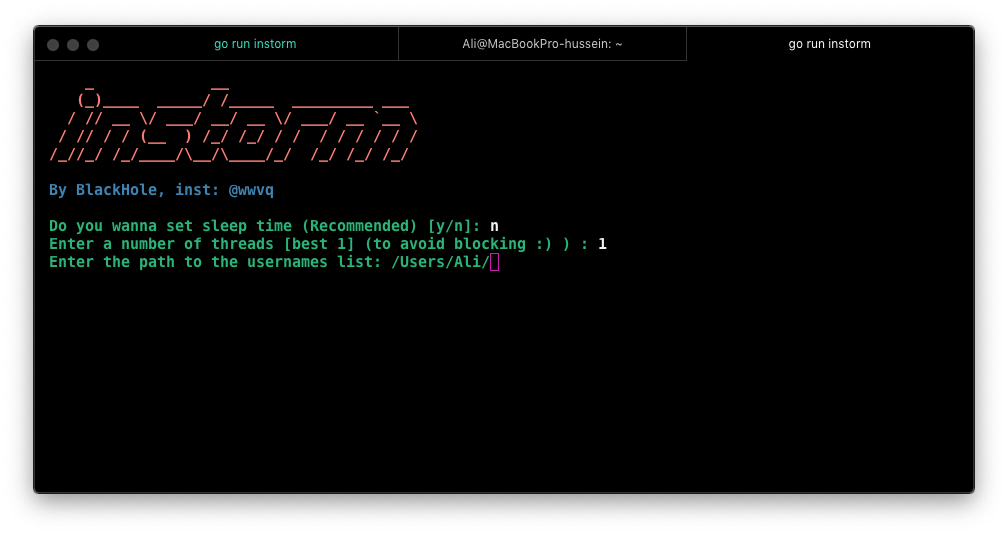 go run instorm
Ali@MacBookPro-hussein: ~
go run instorm
instorm
By BlackHole, inst: @wwvq
Do you wanna set sleep time (Recommended) [y/n]: n
Enter a number of threads [best 1] (to avoid blocking :) ) : 1
Enter the path to the usernames list: /Users/Ali/